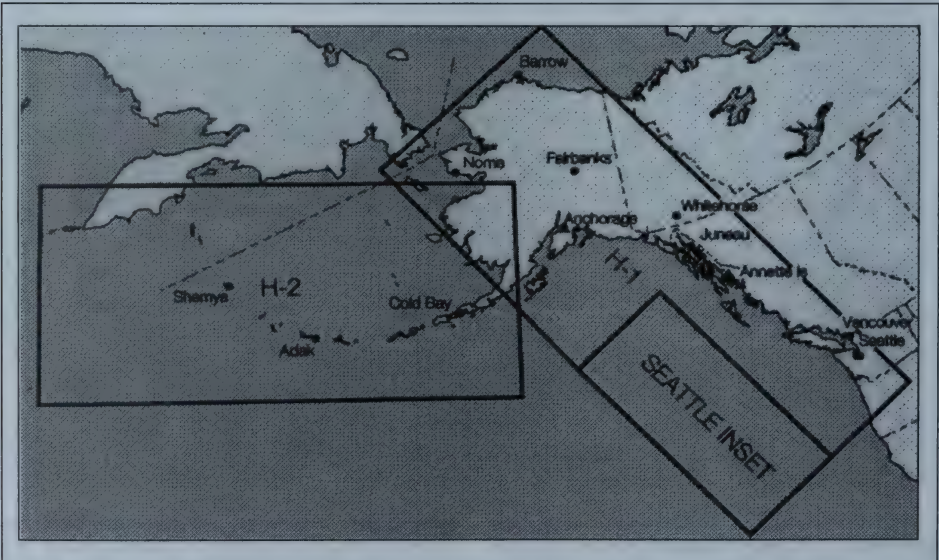 Barrow
Nome
Fairbanks
Anchorage
Whitehorse
Juneau
H-1
Annette Is
Shemya
H-2
Cold Bay
Adak
Vancouver
Seattle
SEATTLE INSET